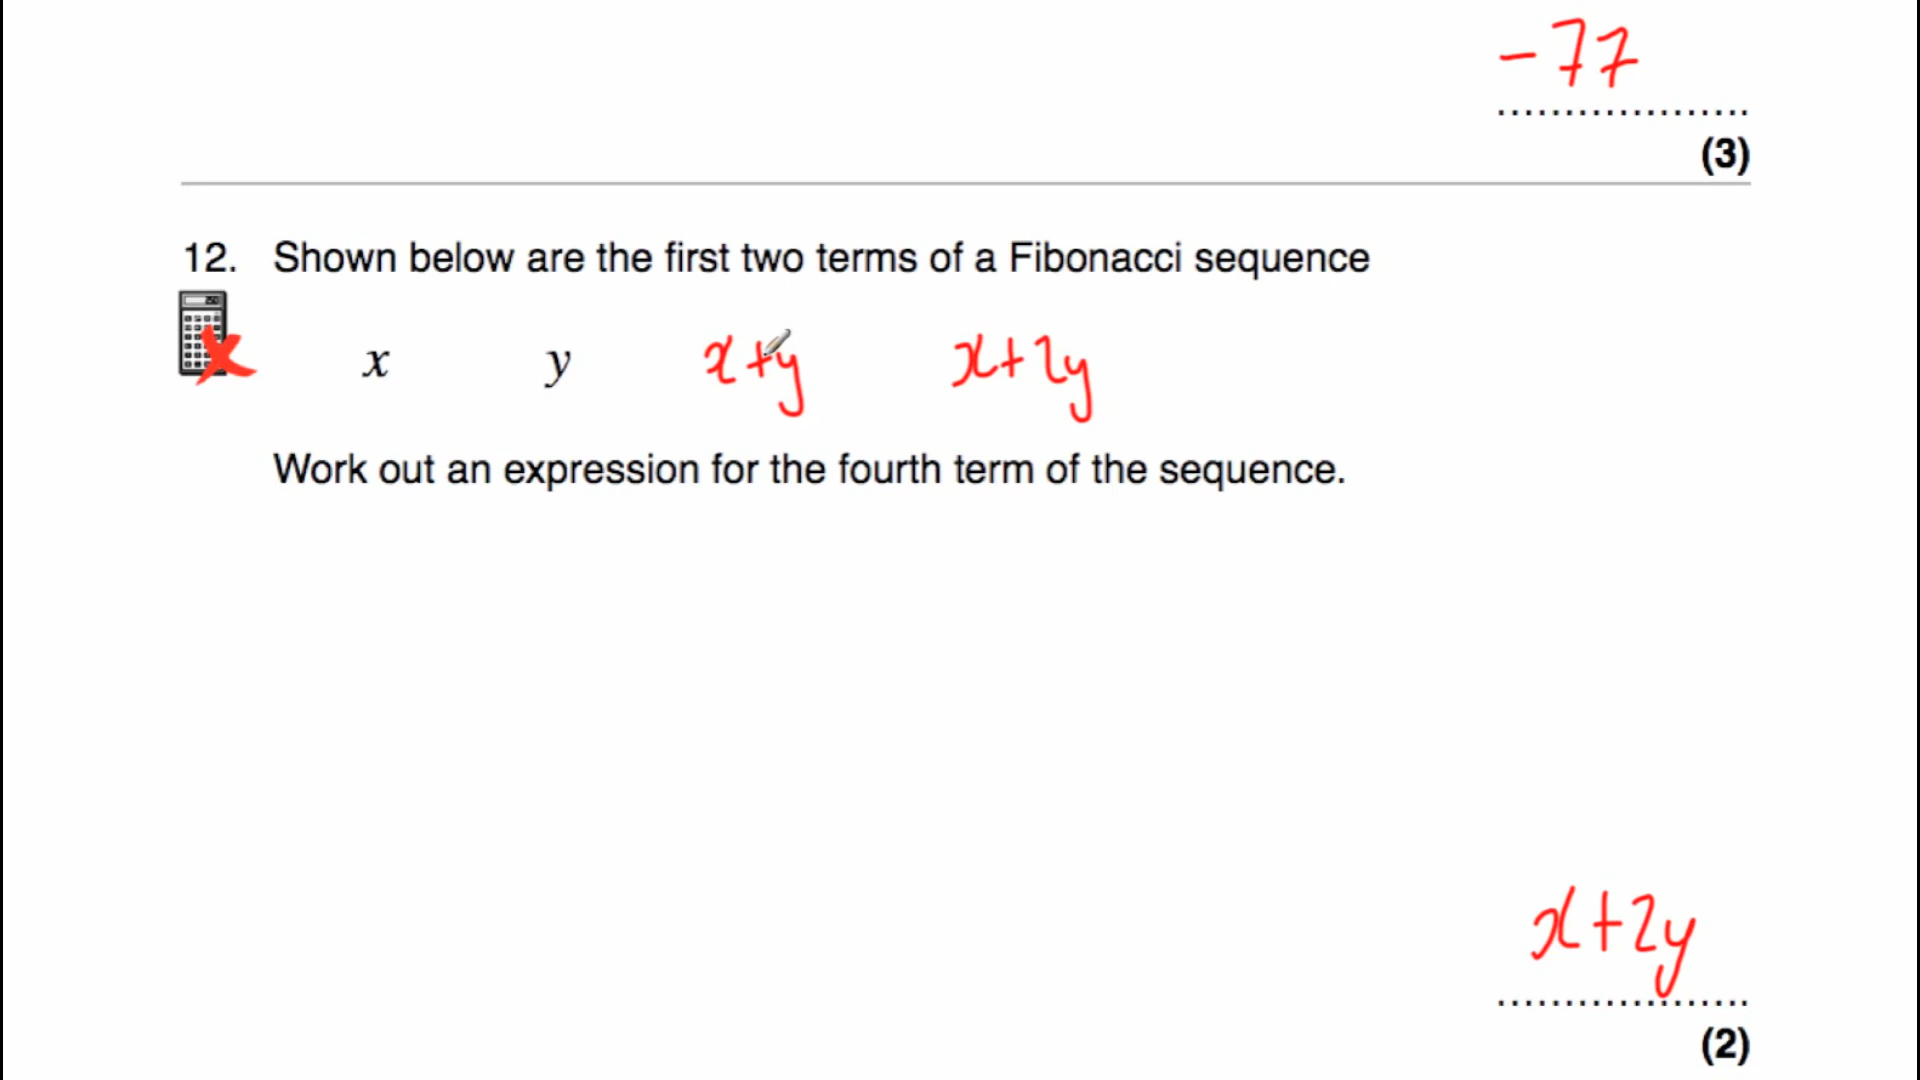 -77
...................
(3)
12. Shown below are the first two terms of a Fibonacci sequence
x y x+y x+2y
Work out an expression for the fourth term of the sequence.
x+2y
...................
(2)